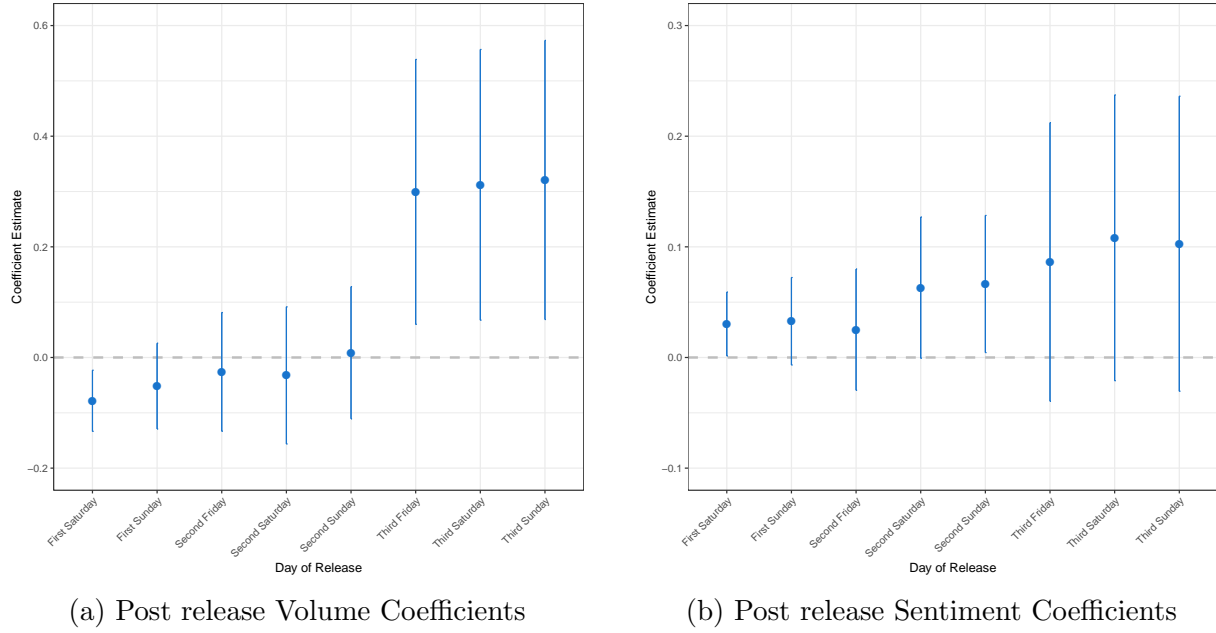 Coefficient Estimate
0.6
0.4
0.2
0.0
−0.2
First Saturday
First Sunday
Second Friday
Second Saturday
Second Sunday
Third Friday
Third Saturday
Third Sunday
Day of Release
(a) Post release Volume Coefficients
Coefficient Estimate
0.3
0.2
0.1
0.0
−0.1
First Saturday
First Sunday
Second Friday
Second Saturday
Second Sunday
Third Friday
Third Saturday
Third Sunday
Day of Release
(b) Post release Sentiment Coefficients